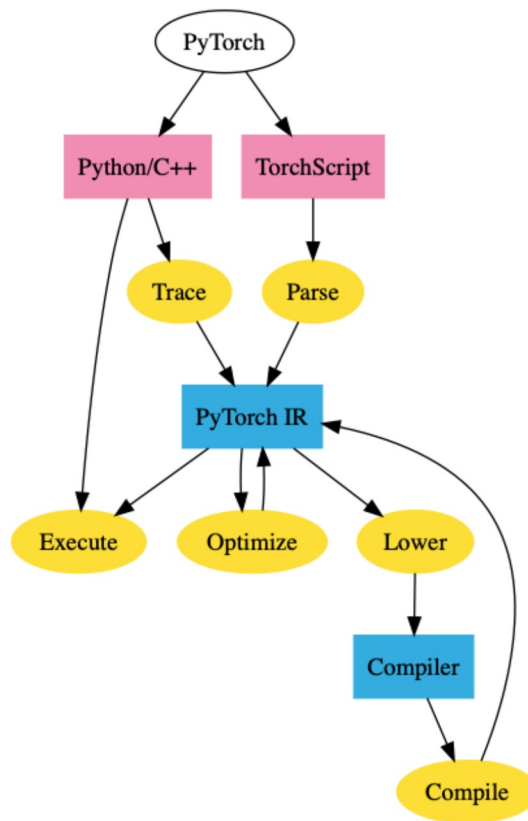 PyTorch
Python/C++
TorchScript
Trace
Parse
PyTorch IR
Execute
Optimize
Lower
Compiler
Compile